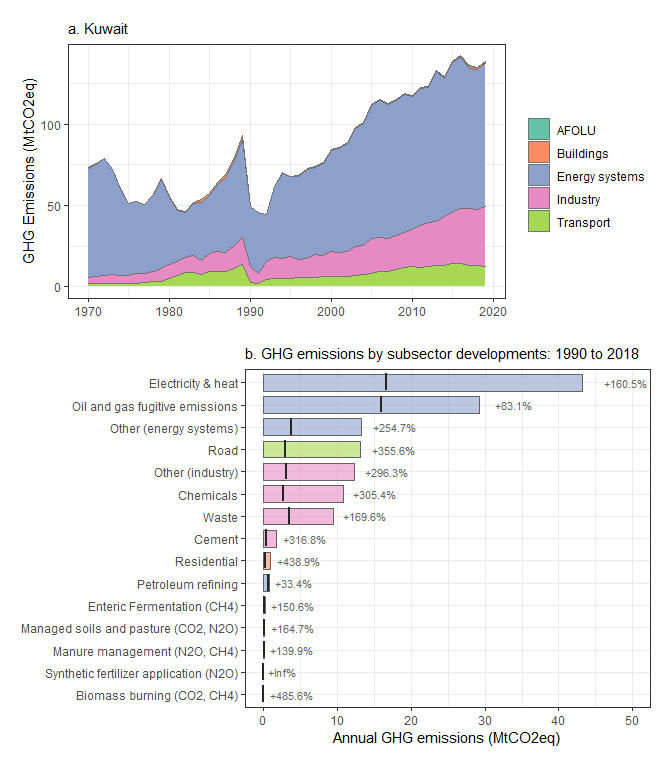 a. Kuwait
GHG Emissions (MtCO2eq)
100
50
0
1970
1980
1990
2000
2010
2020
AFOLU
Buildings
Energy systems
Industry
Transport
b. GHG emissions by subsector developments: 1990 to 2018
Electricity & heat +160.5%
Oil and gas fugitive emissions +83.1%
Other (energy systems) +254.7%
Road +355.6%
Other (industry) +296.3%
Chemicals +305.4%
Waste +169.6%
Cement +316.8%
Residential +438.9%
Petroleum refining +33.4%
Enteric Fermentation (CH4) +150.6%
Managed soils and pasture (CO2, N2O) +164.7%
Manure management (N2O, CH4) +139.9%
Synthetic fertilizer application (N2O) +Inf%
Biomass burning (CO2, CH4) +485.6%
0
10
20
30
40
50
Annual GHG emissions (MtCO2eq)